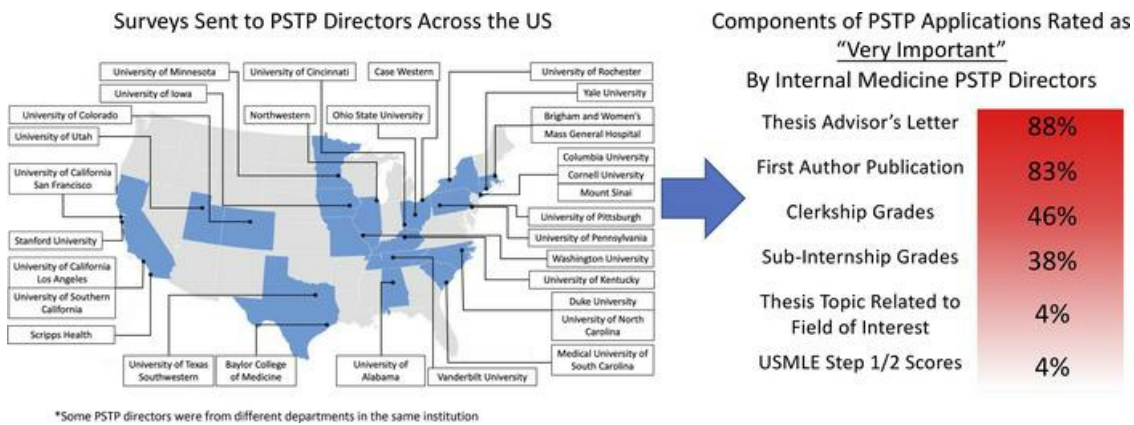 Surveys Sent to PSTP Directors Across the US
University of Minnesota
University of Cincinnati
Case Western
University of Rochester
University of Iowa
Yale University
University of Colorado
Northwestern
Ohio State University
Brigham and Women's
Mass General Hospital
University of Utah
Columbia University
Cornell University
Mount Sinai
University of California
San Francisco
University of Pittsburgh
University of Pennsylvania
Stanford University
Washington University
University of California
Los Angeles
University of Kentucky
University of Southern
California
Duke University
University of North
Carolina
Scripps Health
University of Texas
Southwestern
Baylor College
of Medicine
University of
Alabama
Vanderbilt University
Medical University of
South Carolina
*Some PSTP directors were from different departments in the same institution
Components of PSTP Applications Rated as
"Very Important"
By Internal Medicine PSTP Directors
Thesis Advisor's Letter 88%
First Author Publication 83%
Clerkship Grades 46%
Sub-Internship Grades 38%
Thesis Topic Related to
Field of Interest 4%
USMLE Step 1/2 Scores 4%